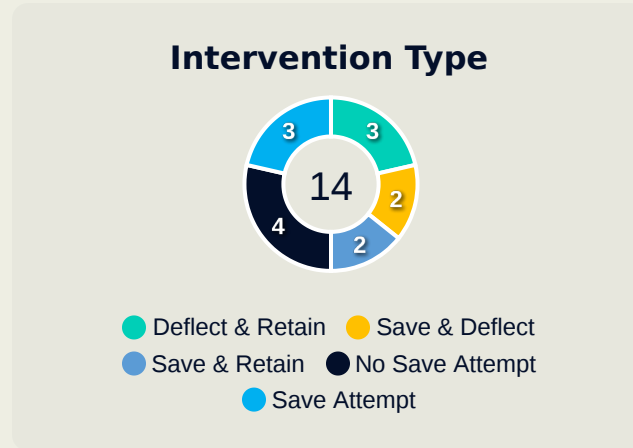 Intervention Type
3
3
14
2
4
2
Deflect & Retain
Save & Deflect
Save & Retain
No Save Attempt
Save Attempt